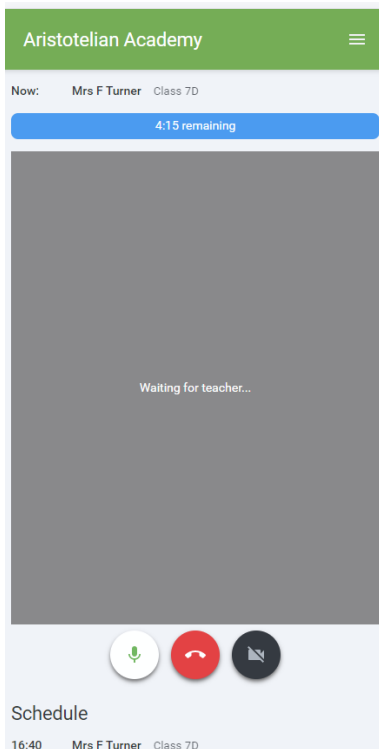 Aristotelian Academy
Now: Mrs F Turner Class 7D
4:15 remaining
Waiting for teacher...
Schedule
16:40 Mrs F Turner Class 7D